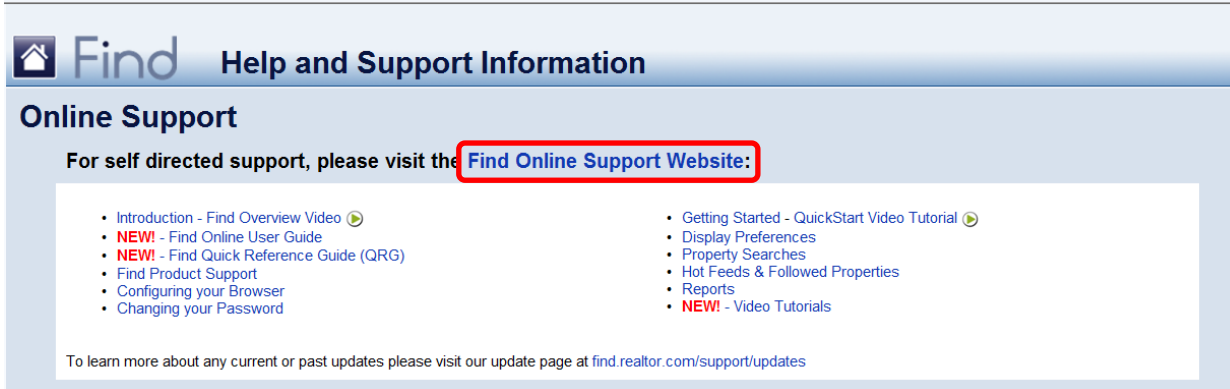 Find Help and Support Information
Online Support
For self directed support, please visit the Find Online Support Website:
• Introduction - Find Overview Video
• NEW! - Find Online User Guide
• NEW! - Find Quick Reference Guide (QRG)
• Find Product Support
• Configuring your Browser
• Changing your Password
• Getting Started - QuickStart Video Tutorial
• Display Preferences
• Property Searches
• Hot Feeds & Followed Properties
• Reports
• NEW! - Video Tutorials
To learn more about any current or past updates please visit our update page at find.realtor.com/support/updates